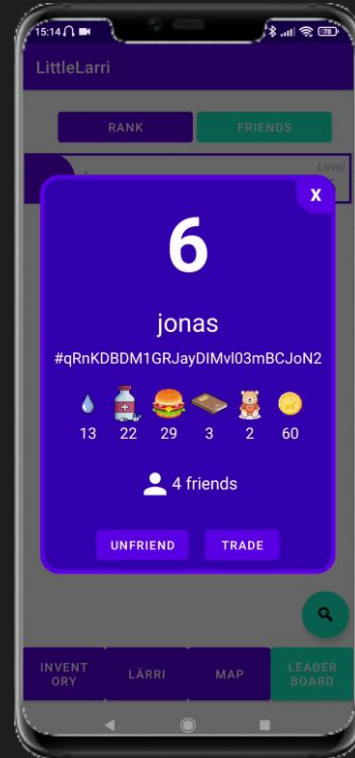 15:14
78
LittleLarri
RANK FRIENDS
Level
X
6
jonas
#qRnKDBDM1GRJayDIMvl03mBCJoN2
13 22 29 3 2 60
4 friends
UNFRIEND TRADE
INVENT
ORY
LÄRRI
MAP
LEADER
BOARD